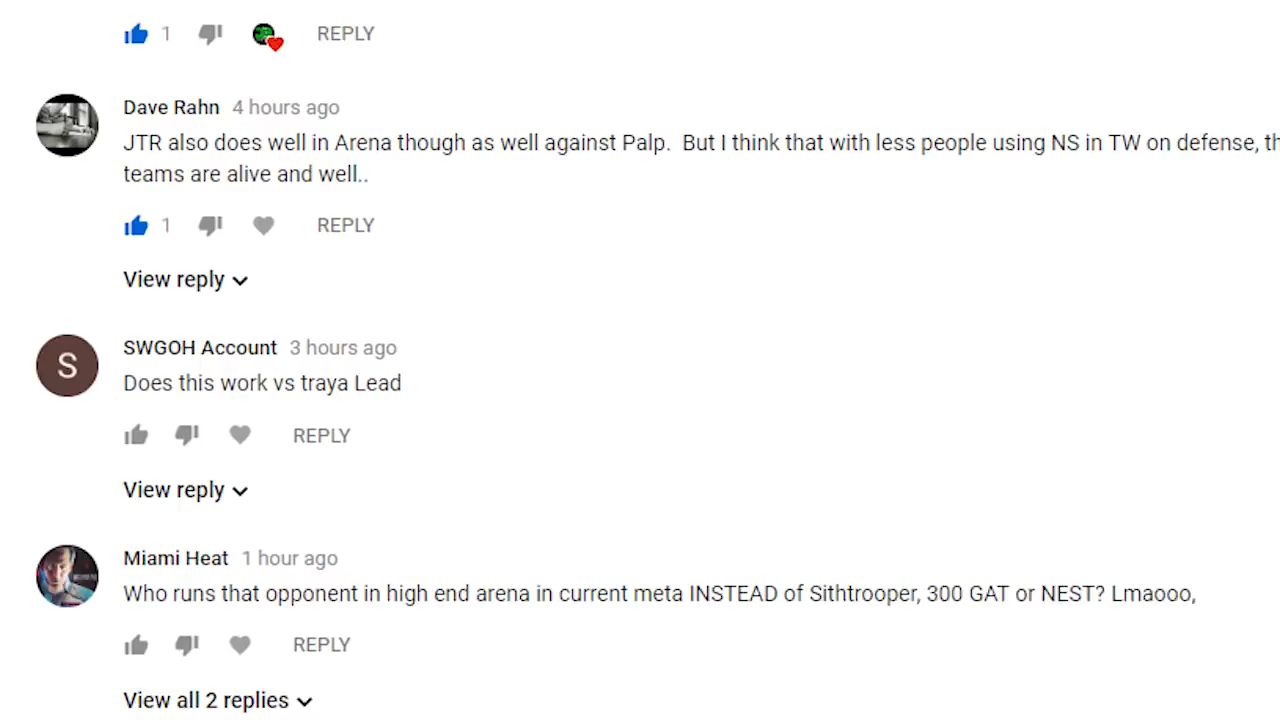 1 REPLY
Dave Rahn 4 hours ago
JTR also does well in Arena though as well against Palp.  But I think that with less people using NS in TW on defense,
teams are alive and well..
1 REPLY
View reply
S
SWGOH Account 3 hours ago
Does this work vs traya Lead
REPLY
View reply
Miami Heat 1 hour ago
Who runs that opponent in high end arena in current meta INSTEAD of Sithtrooper, 300 GAT or NEST? Lmaooo,
REPLY
View all 2 replies